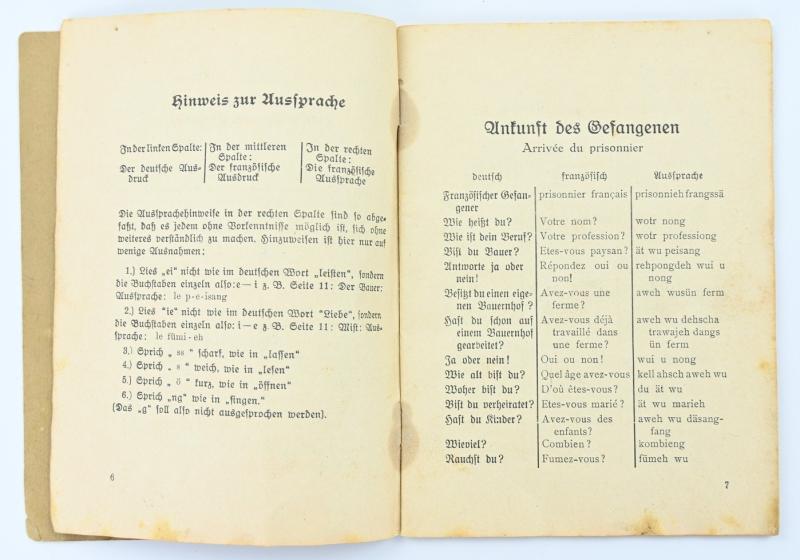 Hinweis zur Aussprache
In der linken Spalte: In der mittleren Spalte: In der rechten Spalte:
Der deutsche Ausdruck Der französische Ausdruck Die französische Aussprache
Die Aussprachehinweise in der rechten Spalte sind so abge-
faßt, daß es jedem ohne Vorkenntnisse möglich ist, sich ohne
weiteres verständlich zu machen. Hinzuweisen ist hier nur auf
wenige Ausnahmen:
1.) Lies „ei" nicht wie im deutschen Wort „leisten", sondern
die Buchstaben einzeln also: e—i z. B. Seite 11: Der Bauer:
Aussprache: le p-e-isang
2.) Lies "ie" nicht wie im deutschen Wort "Liebe", sondern
die Buchstaben einzeln also: i—e z. B. Seite 11: Mist: Aus-
sprache: le fümi-eh
3.) Sprich „ ss " scharf, wie in „lassen"
4.) Sprich „ s " weich, wie in „lesen"
5.) Sprich „ ö " kurz, wie in „öffnen"
6.) Sprich „ng" wie in „singen."
(Das „g" soll also nicht ausgesprochen werden).
6
Ankunft des Gefangenen
Arrivée du prisonnier
deutsch französisch Aussprache
Französischer Gefan- prisonnier français prisonnieh frangssä
gener
Wie heißt du? Votre nom? wotr nong
Wie ist dein Beruf? Votre profession? wotr professiong
Bist du Bauer? Etes-vous paysan? ät wu peisang
Antworte ja oder Répondez oui ou rehpongdeh wui u
nein! non! nong
Besitzt du einen eige- Avez-vous une aweh wusün ferm
nen Bauernhof? ferme?
Hast du schon auf Avez-vous déjà aweh wu dehscha
einem Bauernhof travaillé dans trawajeh dangs
gearbeitet? une ferme? ün ferm
Ja oder nein! Oui ou non! wui u nong
Wie alt bist du? Quel âge avez-vous kell ahsch aweh wu
Woher bist du? D'où êtes-vous? du ät wu
Bist du verheiratet? Etes-vous marié? ät wu marieh
Hast du Kinder? Avez-vous des aweh wu däsang-
enfants? fang
Wieviel? Combien? kombieng
Rauchst du? Fumez-vous? fümeh wu
7